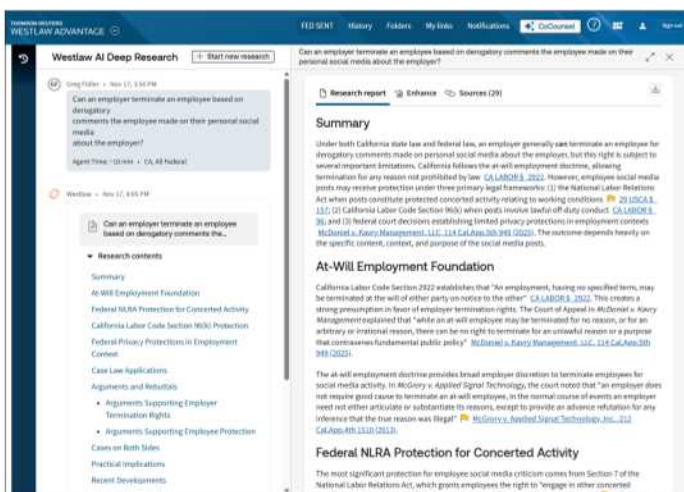 THOMSON REUTERS
WESTLAW ADVANTAGE
FED SENT History Folders My links Notifications CoCounsel Sign out
Westlaw AI Deep Research + Start new research
Can an employer terminate an employee based on derogatory comments the employee made on their
personal social media about the employer?
Greg Fuller • Nov 17, 3:56 PM
Can an employer terminate an employee based on
derogatory
comments the employee made on their personal social
media
about the employer?
Agent Time: ~10 min • CA, All Federal
Westlaw • Nov 17, 3:55 PM
Can an employer terminate an employee
based on derogatory comments the...
Research contents
Summary
At-Will Employment Foundation
Federal NLRA Protection for Concerted Activity
California Labor Code Section 96(k) Protection
Federal Privacy Protections in Employment
Context
Case Law Applications
Arguments and Rebuttals
• Arguments Supporting Employer
Termination Rights
• Arguments Supporting Employee Protection
Cases on Both Sides
Practical Implications
Recent Developments
Research report Enhance Sources (29)
Summary
Under both California state law and federal law, an employer generally can terminate an employee for
derogatory comments made on personal social media about the employer, but this right is subject to
important limitations. California follows the at-will employment doctrine, allowing
termination for any reason not prohibited by law CA LABOR § 2922. However, employee social media
posts may receive protection under three primary legal frameworks: (1) the National Labor Relations
Act when posts constitute protected concerted activity relating to working conditions 29 USCA §
157; (2) California Labor Code Section 96(k) when posts involve lawful off-duty conduct CA LABOR §
96; and (3) federal court decisions establishing limited privacy protections in employment contexts
McDoniel v. Kavry Management, LLC, 114 Cal.App.5th 949 (2025). The outcome depends heavily on
the specific content, context, and purpose of the social media posts.
At-Will Employment Foundation
California Labor Code Section 2922 establishes that "An employment, having no specified term, may
be terminated at the will of either party on notice to the other" CA LABOR § 2922. This creates a
strong presumption in favor of employer termination rights. The Court of Appeal in McDoniel v. Kavry
Management explained that "while an at-will employee may be terminated for no reason, or for an
arbitrary or irrational reason, there can be no right to terminate for an unlawful reason or a purpose
that contravenes fundamental public policy" McDoniel v. Kavry Management, LLC, 114 Cal.App.5th
949 (2025).
The at-will employment doctrine provides broad employer discretion to terminate employees for
social media activity. In McGrory v. Applied Signal Technology, the court noted that "an employer does
not require good cause to terminate an at-will employee, in the normal course of events an employer
need not either articulate or substantiate its reasons, except to provide an adverse refutation for any
inference that the true reason was illegal" McGrory v. Applied Signal Technology, Inc., 212
Cal.App.4th 1510 (2013).
Federal NLRA Protection for Concerted Activity
The most significant protection for employee social media criticism comes from Section 7 of the
National Labor Relations Act, which grants employees the right to "engage in other concerted